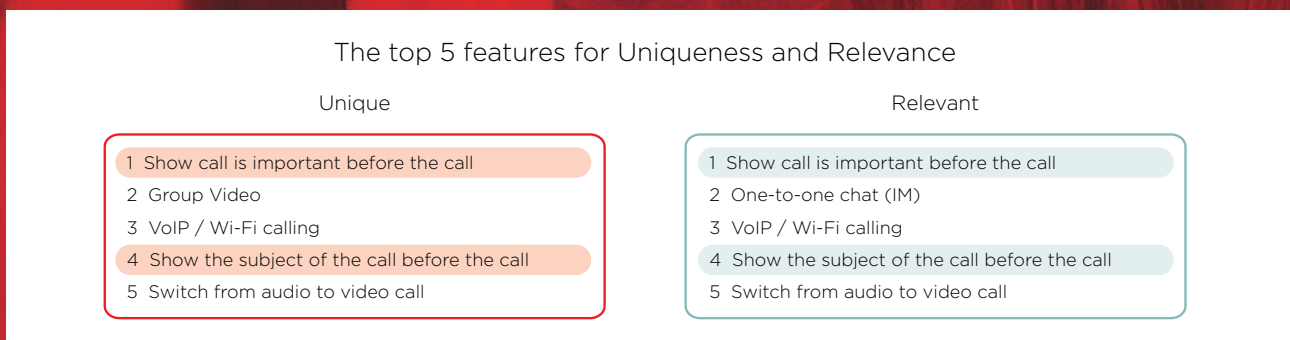 The top 5 features for Uniqueness and Relevance
Unique
1 Show call is important before the call
2 Group Video
3 VoIP / Wi-Fi calling
4 Show the subject of the call before the call
5 Switch from audio to video call
Relevant
1 Show call is important before the call
2 One-to-one chat (IM)
3 VoIP / Wi-Fi calling
4 Show the subject of the call before the call
5 Switch from audio to video call